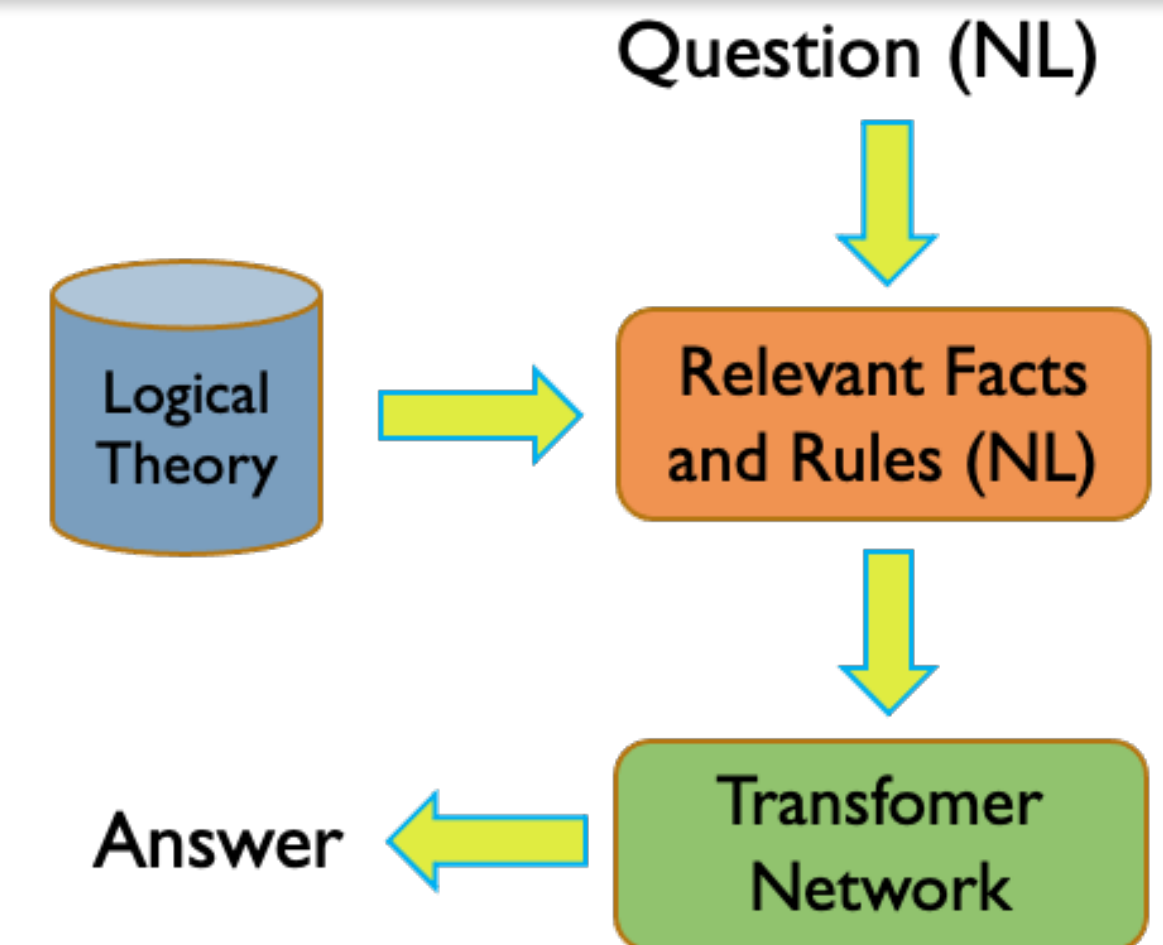 Question (NL)
Logical
Theory
Relevant Facts
and Rules (NL)
Transfomer
Network
Answer